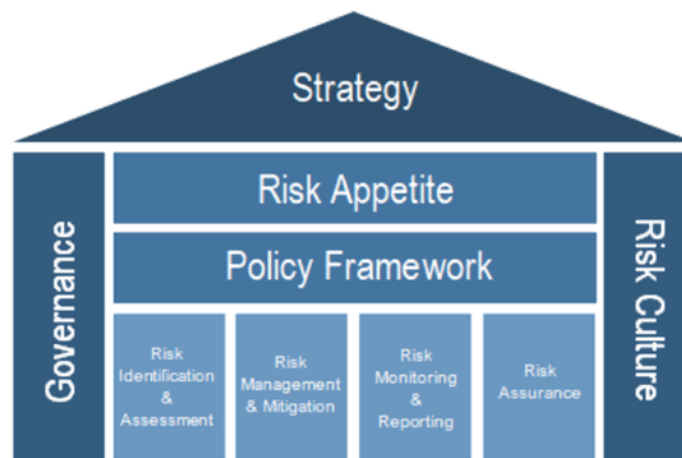 Strategy
Governance
Risk Appetite
Policy Framework
Risk
Identification
&
Assessment
Risk
Management
& Mitigation
Risk
Monitoring
&
Reporting
Risk
Assurance
Risk Culture